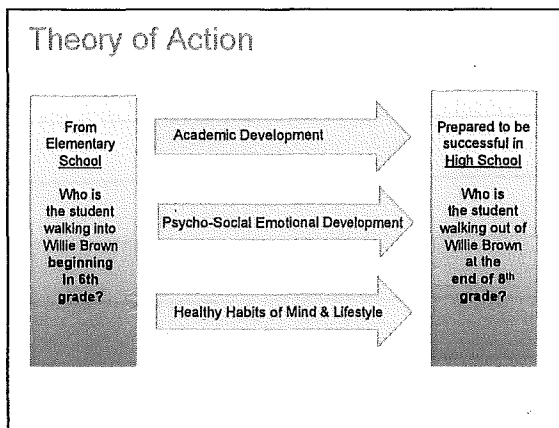 Theory of Action
From
Elementary
School
Who is
the student
walking into
Willie Brown
beginning
in 6th
grade?
Academic Development
Psycho-Social Emotional Development
Healthy Habits of Mind & Lifestyle
Prepared to be
successful in
High School
Who is
the student
walking out of
Willie Brown
at the
end of 8th
grade?